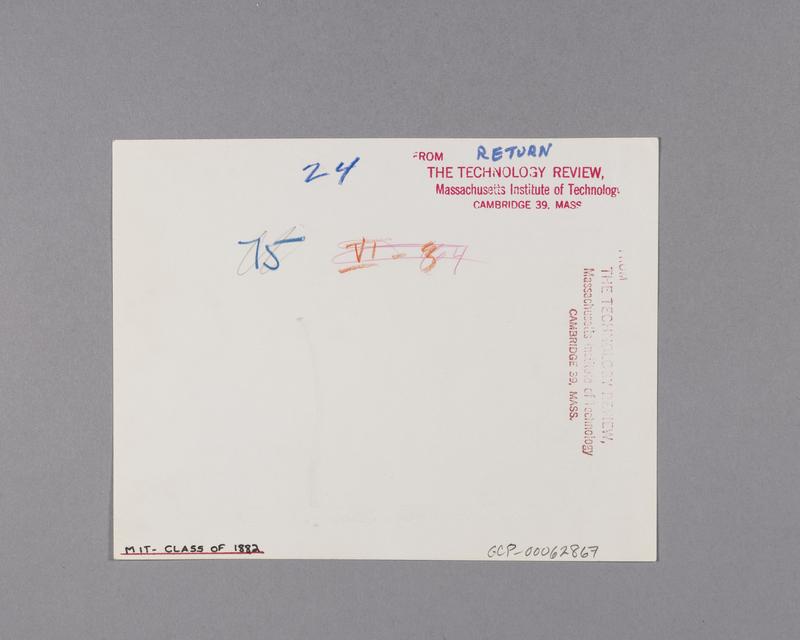 24
RETURN
FROM
THE TECHNOLOGY REVIEW,
Massachusetts Institute of Technology
CAMBRIDGE 39, MASS
75
VI - 8
FROM
THE TECHNOLOGY REVIEW,
Massachusetts Institute of Technology
CAMBRIDGE 39, MASS.
MIT- CLASS OF 1882
GCP-00062867